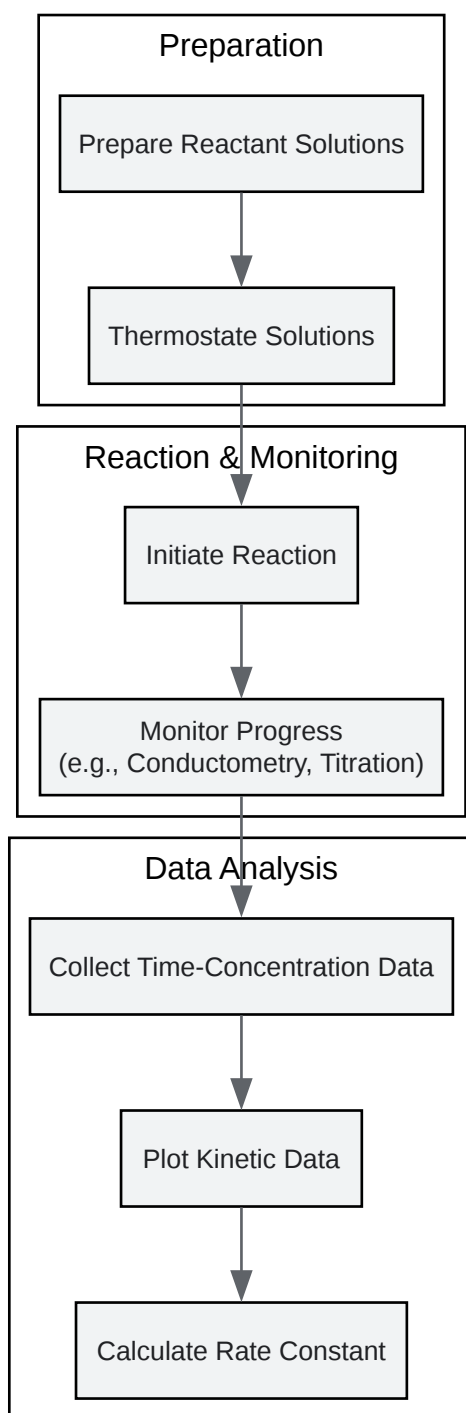 Preparation
Prepare Reactant Solutions
Thermostate Solutions
Reaction & Monitoring
Initiate Reaction
Monitor Progress
(e.g., Conductometry, Titration)
Data Analysis
Collect Time-Concentration Data
Plot Kinetic Data
Calculate Rate Constant